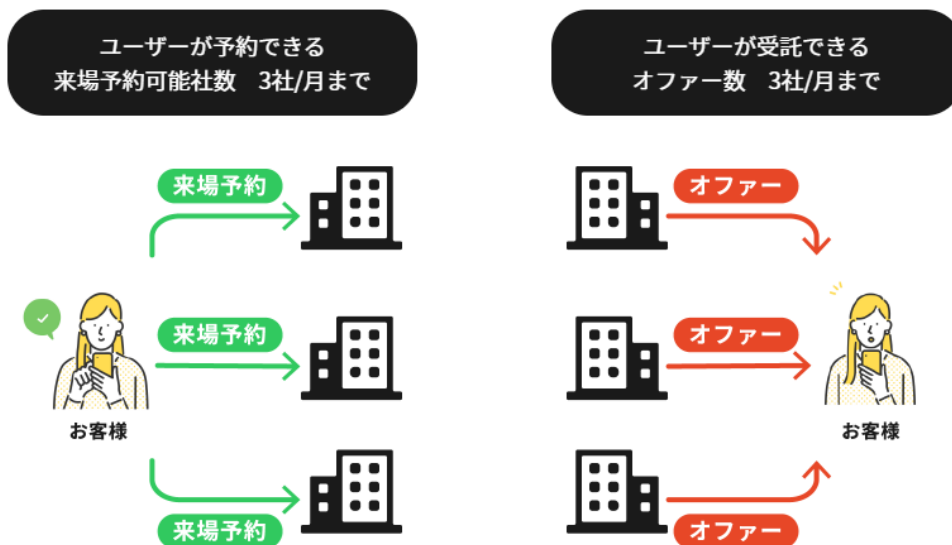 ユーザーが予約できる
来場予約可能社数　3社/月まで
来場予約
来場予約
お客様
来場予約
ユーザーが受託できる
オファー数　3社/月まで
オファー
オファー
お客様
オファー